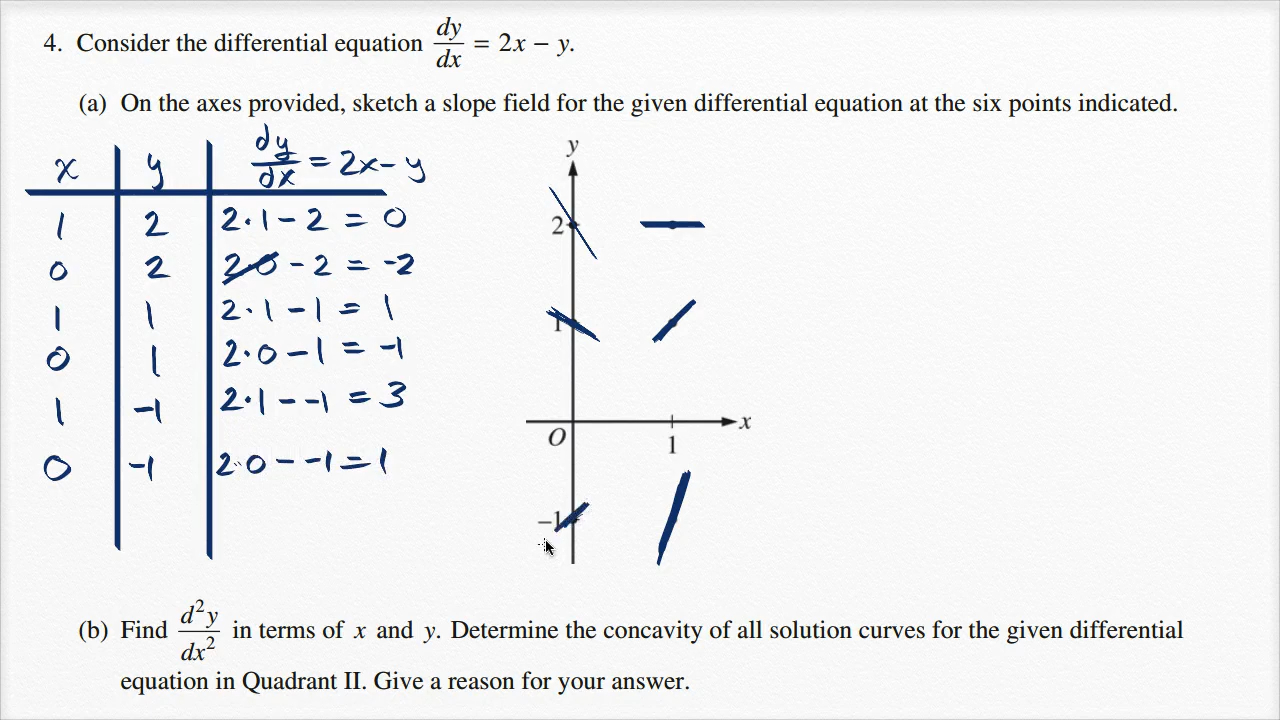 4. Consider the differential equation dy/dx = 2x − y.
(a) On the axes provided, sketch a slope field for the given differential equation at the six points indicated.
x y dy/dx = 2x − y
1 2 2·1 − 2 = 0
0 2 2·0 − 2 = -2
1 1 2·1 − 1 = 1
0 1 2·0 − 1 = -1
1 -1 2·1 − -1 = 3
0 -1 2·0 − -1 = 1
y
2
1
O
1
x
−1
(b) Find d²y/dx² in terms of x and y. Determine the concavity of all solution curves for the given differential
equation in Quadrant II. Give a reason for your answer.